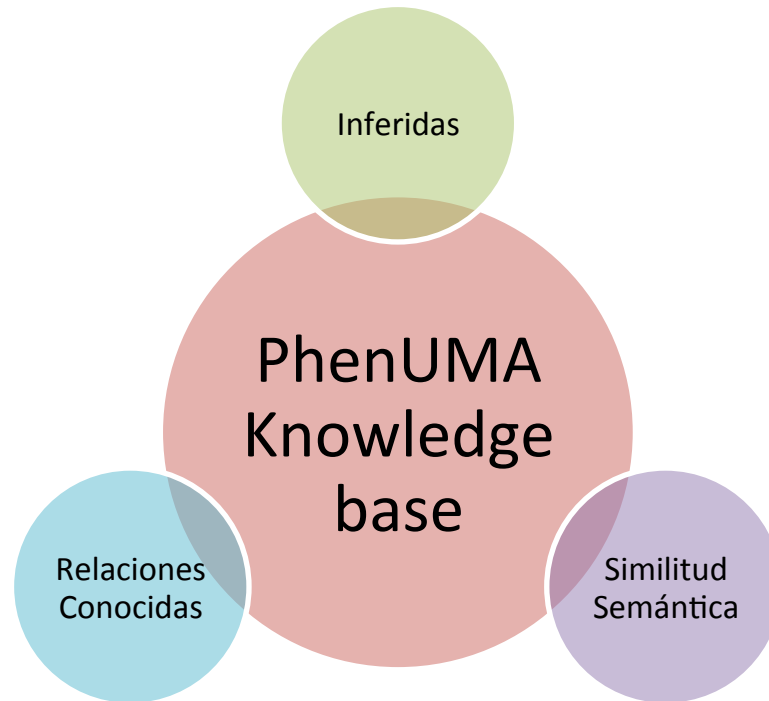 Inferidas
PhenUMA
Knowledge
base
Relaciones
Conocidas
Similitud
Semántica